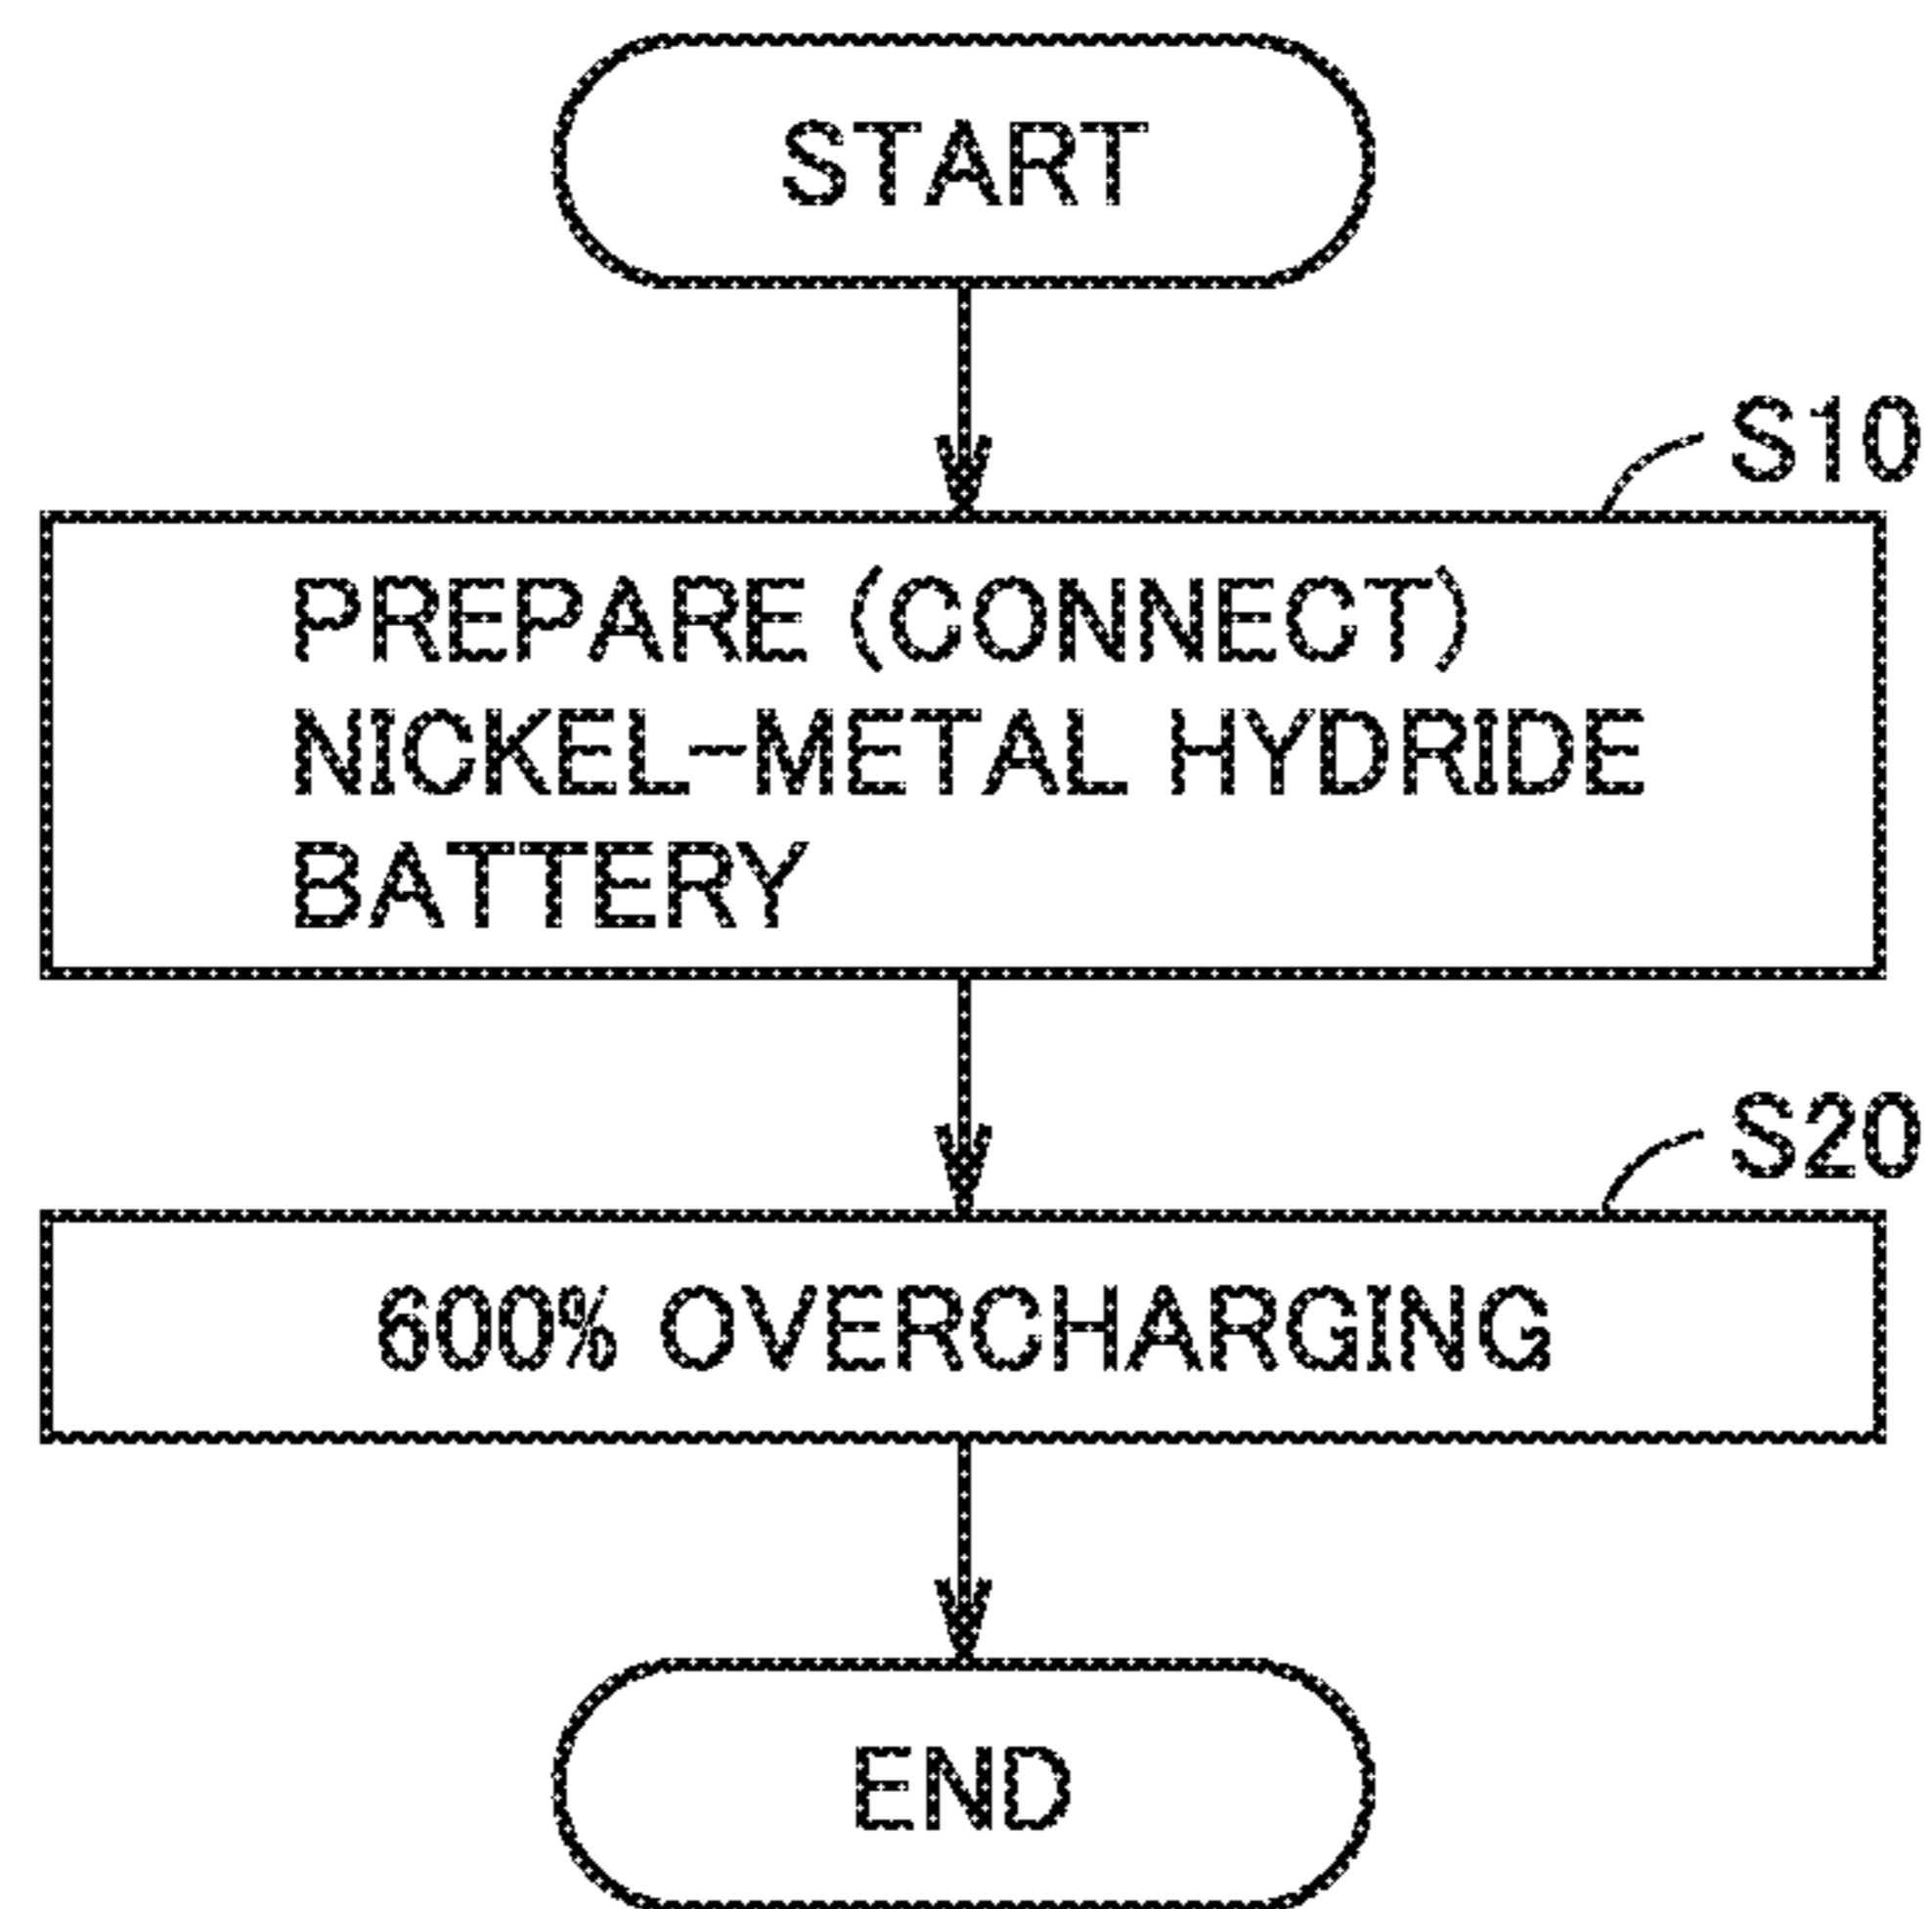 START
S10
PREPARE (CONNECT)
NICKEL-METAL HYDRIDE
BATTERY
S20
600% OVERCHARGING
END